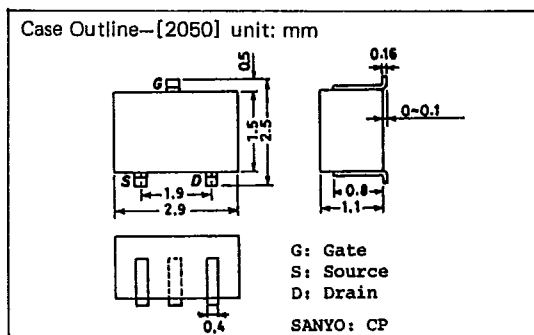 Case Outline—[2050] unit: mm
0.5
0.16
G
0~0.1
1.5
2.5
S
D
1.9
2.9
0.8
1.1
G: Gate
S: Source
D: Drain
0.4
SANYO: CP